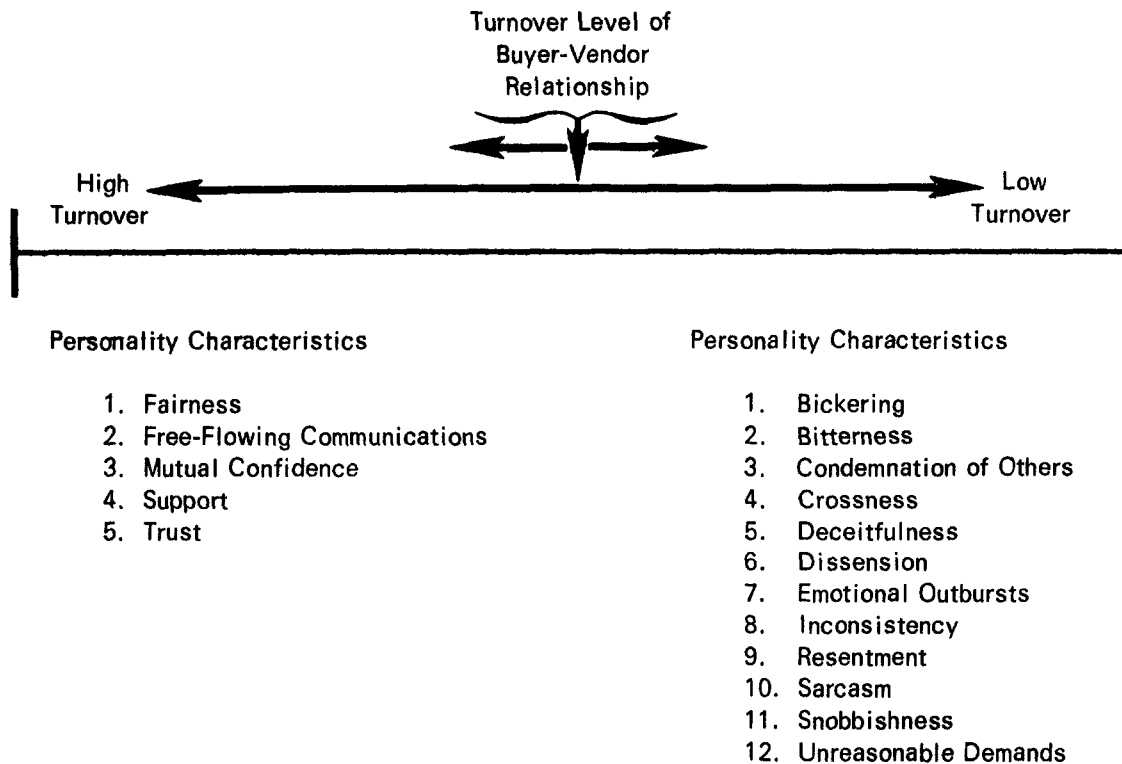 Turnover Level of
Buyer-Vendor
Relationship
High
Turnover
Low
Turnover
Personality Characteristics
1. Fairness
2. Free-Flowing Communications
3. Mutual Confidence
4. Support
5. Trust
Personality Characteristics
1. Bickering
2. Bitterness
3. Condemnation of Others
4. Crossness
5. Deceitfulness
6. Dissension
7. Emotional Outbursts
8. Inconsistency
9. Resentment
10. Sarcasm
11. Snobbishness
12. Unreasonable Demands